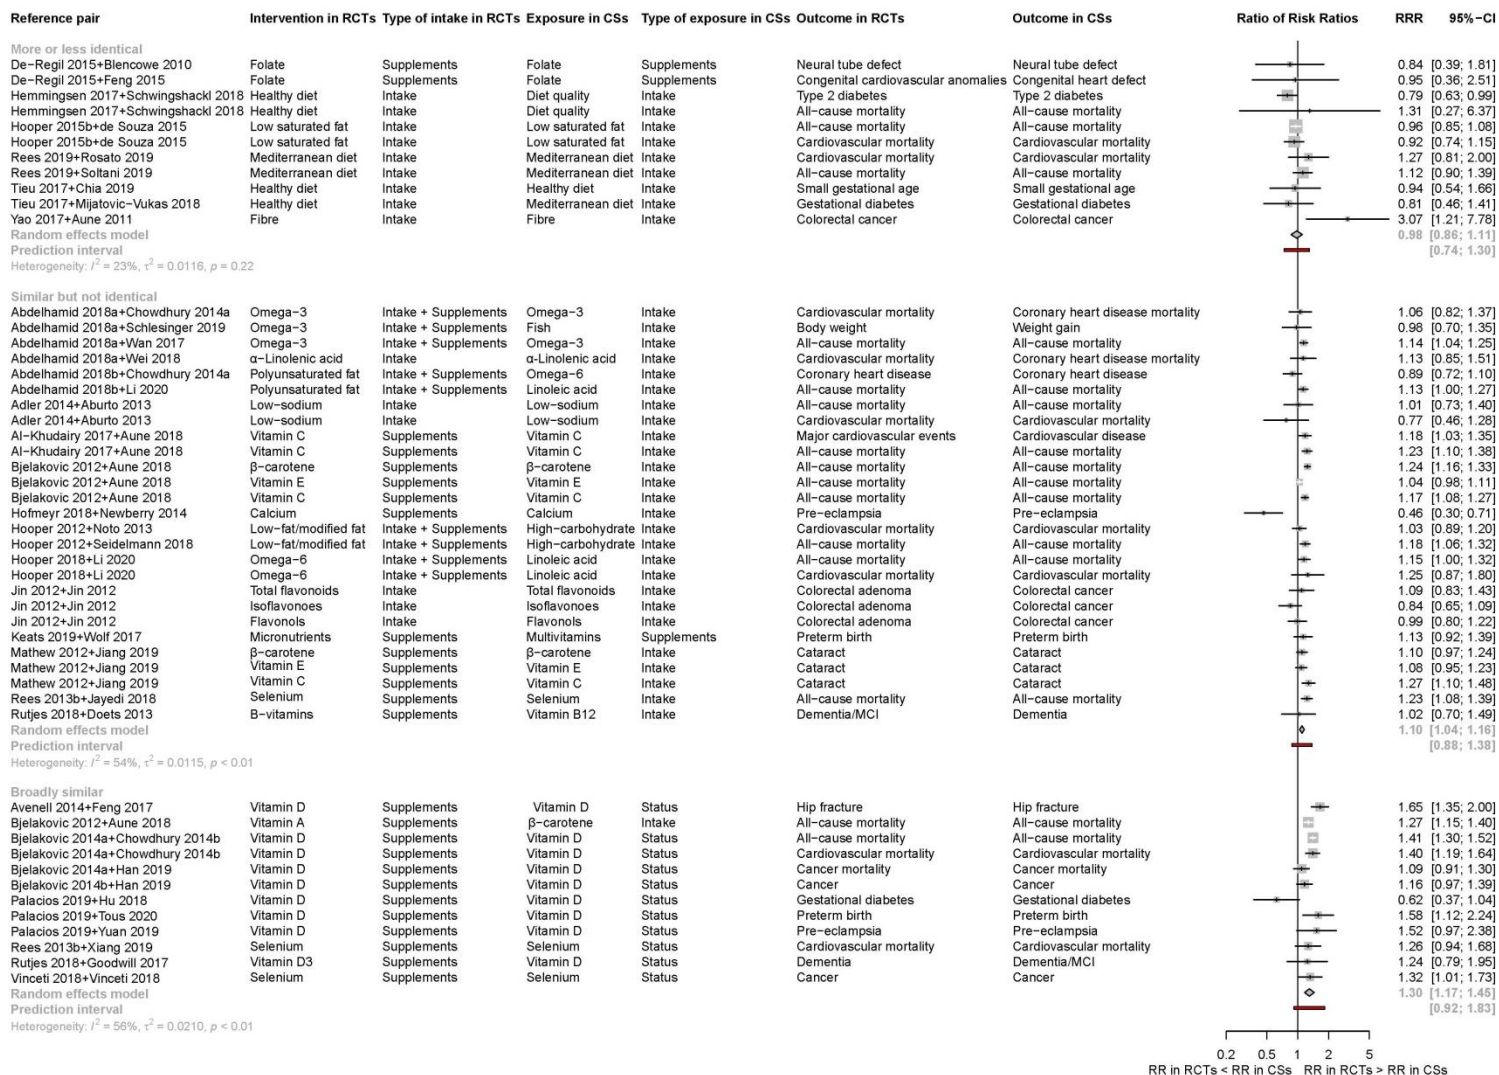 Reference pair Intervention in RCTs Type of intake in RCTs Exposure in CSs Type of exposure in CSs Outcome in RCTs Outcome in CSs Ratio of Risk Ratios RRR 95%-CI
More or less identical
De-Regil 2015+Blencowe 2010 Folate Supplements Folate Supplements Neural tube defect Neural tube defect 0.84 [0.39; 1.81]
De-Regil 2015+Feng 2015 Folate Supplements Folate Supplements Congenital cardiovascular anomalies Congenital heart defect 0.95 [0.36; 2.51]
Hemmingsen 2017+Schwingshackl 2018 Healthy diet Intake Diet quality Intake Type 2 diabetes Type 2 diabetes 0.79 [0.63; 0.99]
Hemmingsen 2017+Schwingshackl 2018 Healthy diet Intake Diet quality Intake All-cause mortality All-cause mortality 1.31 [0.27; 6.37]
Hooper 2015b+de Souza 2015 Low saturated fat Intake Low saturated fat Intake All-cause mortality All-cause mortality 0.96 [0.85; 1.08]
Hooper 2015b+de Souza 2015 Low saturated fat Intake Low saturated fat Intake Cardiovascular mortality Cardiovascular mortality 0.92 [0.74; 1.15]
Rees 2019+Rosato 2019 Mediterranean diet Intake Mediterranean diet Intake Cardiovascular mortality Cardiovascular mortality 1.27 [0.81; 2.00]
Rees 2019+Soltani 2019 Mediterranean diet Intake Mediterranean diet Intake All-cause mortality All-cause mortality 1.12 [0.90; 1.39]
Tieu 2017+Chia 2019 Healthy diet Intake Healthy diet Intake Small gestational age Small gestational age 0.94 [0.54; 1.66]
Tieu 2017+Mijatovic-Vukas 2018 Healthy diet Intake Mediterranean diet Intake Gestational diabetes Gestational diabetes 0.81 [0.46; 1.41]
Yao 2017+Aune 2011 Fibre Intake Fibre Intake Colorectal cancer Colorectal cancer 3.07 [1.21; 7.78]
Random effects model 0.98 [0.86; 1.11]
Prediction interval [0.74; 1.30]
Heterogeneity: I² = 23%, τ² = 0.0116, p = 0.22
Similar but not identical
Abdelhamid 2018a+Chowdhury 2014a Omega-3 Intake + Supplements Omega-3 Intake Cardiovascular mortality Coronary heart disease mortality 1.06 [0.82; 1.37]
Abdelhamid 2018a+Schlesinger 2019 Omega-3 Intake + Supplements Fish Intake Body weight Weight gain 0.98 [0.70; 1.35]
Abdelhamid 2018a+Wan 2017 Omega-3 Intake + Supplements Omega-3 Intake All-cause mortality All-cause mortality 1.14 [1.04; 1.25]
Abdelhamid 2018a+Wei 2018 α-Linolenic acid Intake α-Linolenic acid Intake Cardiovascular mortality Coronary heart disease mortality 1.13 [0.85; 1.51]
Abdelhamid 2018b+Chowdhury 2014a Polyunsaturated fat Intake + Supplements Omega-6 Intake Coronary heart disease Coronary heart disease 0.89 [0.72; 1.10]
Abdelhamid 2018b+Li 2020 Polyunsaturated fat Intake + Supplements Linoleic acid Intake All-cause mortality All-cause mortality 1.13 [1.00; 1.27]
Adler 2014+Aburto 2013 Low-sodium Intake Low-sodium Intake All-cause mortality All-cause mortality 1.01 [0.73; 1.40]
Adler 2014+Aburto 2013 Low-sodium Intake Low-sodium Intake Cardiovascular mortality Cardiovascular mortality 0.77 [0.46; 1.28]
Al-Khudairy 2017+Aune 2018 Vitamin C Supplements Vitamin C Intake Major cardiovascular events Cardiovascular disease 1.18 [1.03; 1.35]
Al-Khudairy 2017+Aune 2018 Vitamin C Supplements Vitamin C Intake All-cause mortality All-cause mortality 1.23 [1.10; 1.38]
Bjelakovic 2012+Aune 2018 β-carotene Supplements β-carotene Intake All-cause mortality All-cause mortality 1.24 [1.16; 1.33]
Bjelakovic 2012+Aune 2018 Vitamin E Supplements Vitamin E Intake All-cause mortality All-cause mortality 1.04 [0.98; 1.11]
Bjelakovic 2012+Aune 2018 Vitamin C Supplements Vitamin C Intake All-cause mortality All-cause mortality 1.17 [1.08; 1.27]
Hofmeyr 2018+Newberry 2014 Calcium Supplements Calcium Intake Pre-eclampsia Pre-eclampsia 0.46 [0.30; 0.71]
Hooper 2012+Noto 2013 Low-fat/modified fat Intake + Supplements High-carbohydrate Intake Cardiovascular mortality Cardiovascular mortality 1.03 [0.89; 1.20]
Hooper 2012+Seidelmann 2018 Low-fat/modified fat Intake + Supplements High-carbohydrate Intake All-cause mortality All-cause mortality 1.18 [1.06; 1.32]
Hooper 2018+Li 2020 Omega-6 Intake + Supplements Linoleic acid Intake All-cause mortality All-cause mortality 1.15 [1.00; 1.32]
Hooper 2018+Li 2020 Omega-6 Intake + Supplements Linoleic acid Intake Cardiovascular mortality Cardiovascular mortality 1.25 [0.87; 1.80]
Jin 2012+Jin 2012 Total flavonoids Intake Total flavonoids Intake Colorectal adenoma Colorectal cancer 1.09 [0.83; 1.43]
Jin 2012+Jin 2012 Isoflavonoes Intake Isoflavonoes Intake Colorectal adenoma Colorectal cancer 0.84 [0.65; 1.09]
Jin 2012+Jin 2012 Flavonols Intake Flavonols Intake Colorectal adenoma Colorectal cancer 0.99 [0.80; 1.22]
Keats 2019+Wolf 2017 Micronutrients Supplements Multivitamins Supplements Preterm birth Preterm birth 1.13 [0.92; 1.39]
Mathew 2012+Jiang 2019 β-carotene Supplements β-carotene Intake Cataract Cataract 1.10 [0.97; 1.24]
Mathew 2012+Jiang 2019 Vitamin E Supplements Vitamin E Intake Cataract Cataract 1.08 [0.95; 1.23]
Mathew 2012+Jiang 2019 Vitamin C Supplements Vitamin C Intake Cataract Cataract 1.27 [1.10; 1.48]
Rees 2013b+Jayedi 2018 Selenium Supplements Selenium Intake All-cause mortality All-cause mortality 1.23 [1.08; 1.39]
Rutjes 2018+Doets 2013 B-vitamins Supplements Vitamin B12 Intake Dementia/MCI Dementia 1.02 [0.70; 1.49]
Random effects model 1.10 [1.04; 1.16]
Prediction interval [0.88; 1.38]
Heterogeneity: I² = 54%, τ² = 0.0115, p < 0.01
Broadly similar
Avenell 2014+Feng 2017 Vitamin D Supplements Vitamin D Status Hip fracture Hip fracture 1.65 [1.35; 2.00]
Bjelakovic 2012+Aune 2018 Vitamin A Supplements β-carotene Intake All-cause mortality All-cause mortality 1.27 [1.15; 1.40]
Bjelakovic 2014a+Chowdhury 2014b Vitamin D Supplements Vitamin D Status All-cause mortality All-cause mortality 1.41 [1.30; 1.52]
Bjelakovic 2014a+Chowdhury 2014b Vitamin D Supplements Vitamin D Status Cardiovascular mortality Cardiovascular mortality 1.40 [1.19; 1.64]
Bjelakovic 2014a+Han 2019 Vitamin D Supplements Vitamin D Status Cancer mortality Cancer mortality 1.09 [0.91; 1.30]
Bjelakovic 2014b+Han 2019 Vitamin D Supplements Vitamin D Status Cancer Cancer 1.16 [0.97; 1.39]
Palacios 2019+Hu 2018 Vitamin D Supplements Vitamin D Status Gestational diabetes Gestational diabetes 0.62 [0.37; 1.04]
Palacios 2019+Tous 2020 Vitamin D Supplements Vitamin D Status Preterm birth Preterm birth 1.58 [1.12; 2.24]
Palacios 2019+Yuan 2019 Vitamin D Supplements Vitamin D Status Pre-eclampsia Pre-eclampsia 1.52 [0.97; 2.38]
Rees 2013b+Xiang 2019 Selenium Supplements Selenium Status Cardiovascular mortality Cardiovascular mortality 1.26 [0.94; 1.68]
Rutjes 2018+Goodwill 2017 Vitamin D3 Supplements Vitamin D Status Dementia Dementia/MCI 1.24 [0.79; 1.95]
Vinceti 2018+Vinceti 2018 Selenium Supplements Selenium Status Cancer Cancer 1.32 [1.01; 1.73]
Random effects model 1.30 [1.17; 1.45]
Prediction interval [0.92; 1.83]
Heterogeneity: I² = 56%, τ² = 0.0210, p < 0.01
0.2 0.5 1 2 5
RR in RCTs < RR in CSs RR in RCTs > RR in CSs